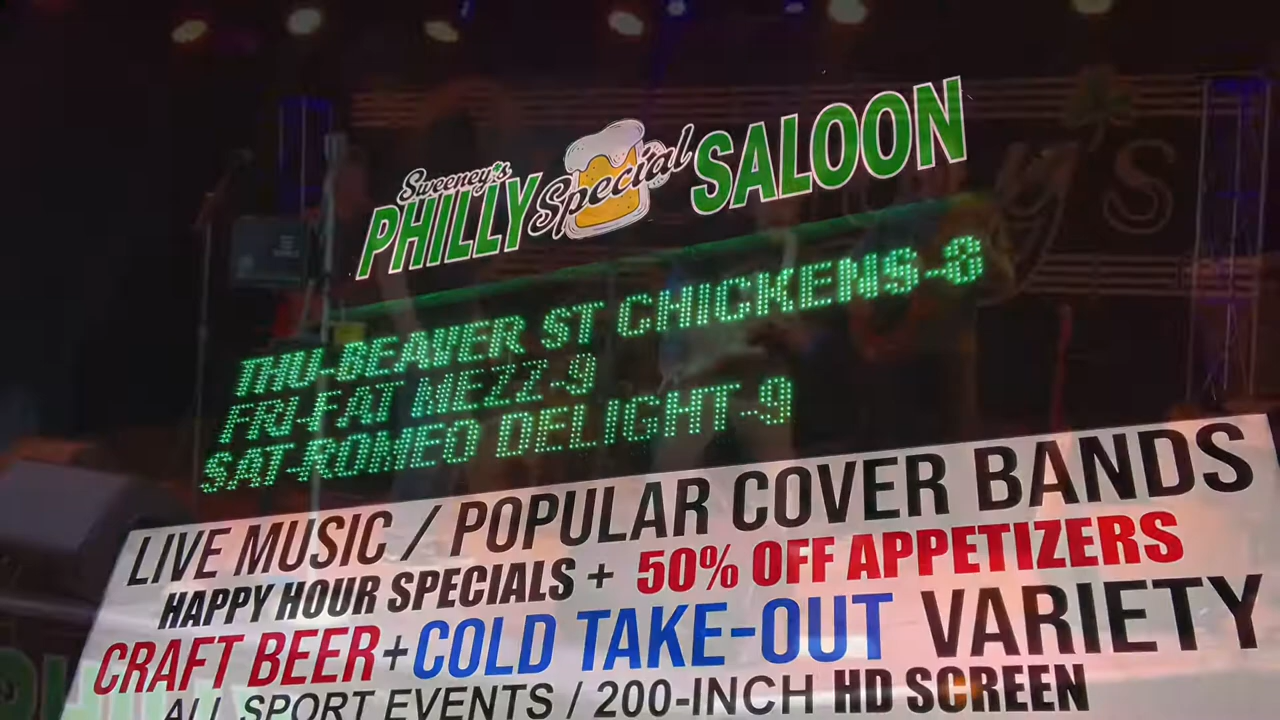 Sweeney's
PHILLY Special SALOON
THU-BEAVER ST CHICKENS-8
FRI-FAT MEZZ-9
SAT-ROMEO DELIGHT-9
LIVE MUSIC / POPULAR COVER BANDS
HAPPY HOUR SPECIALS + 50% OFF APPETIZERS
CRAFT BEER+COLD TAKE-OUT VARIETY
ALL SPORT EVENTS / 200-INCH HD SCREEN